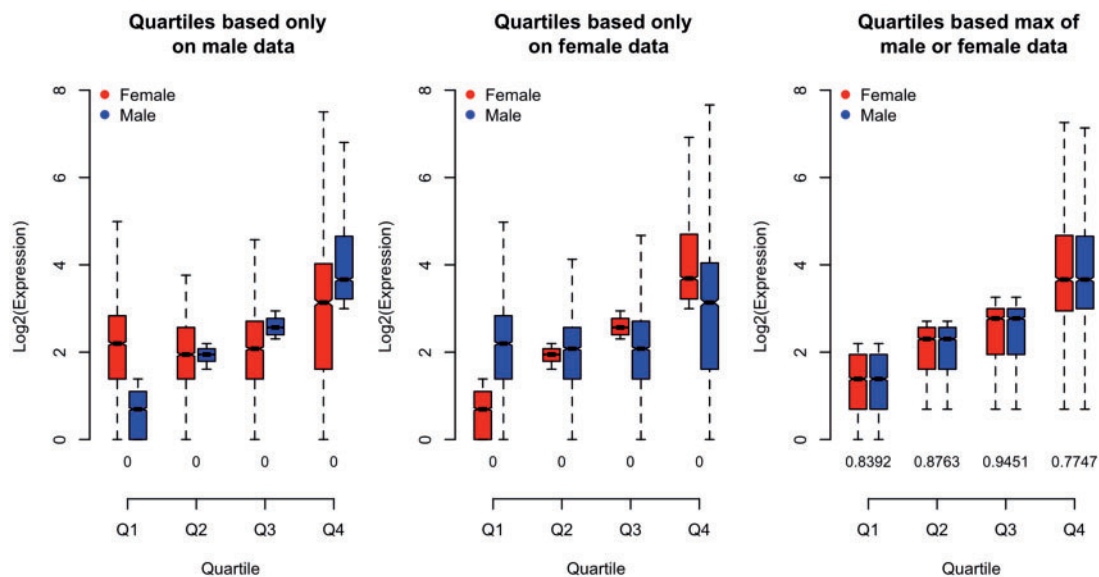 Quartiles based only
on male data
Female
Male
8
6
4
2
0
Log2(Expression)
0 0 0 0
Q1 Q2 Q3 Q4
Quartile
Quartiles based only
on female data
Female
Male
8
6
4
2
0
Log2(Expression)
0 0 0 0
Q1 Q2 Q3 Q4
Quartile
Quartiles based max of
male or female data
Female
Male
8
6
4
2
0
Log2(Expression)
0.8392 0.8763 0.9451 0.7747
Q1 Q2 Q3 Q4
Quartile